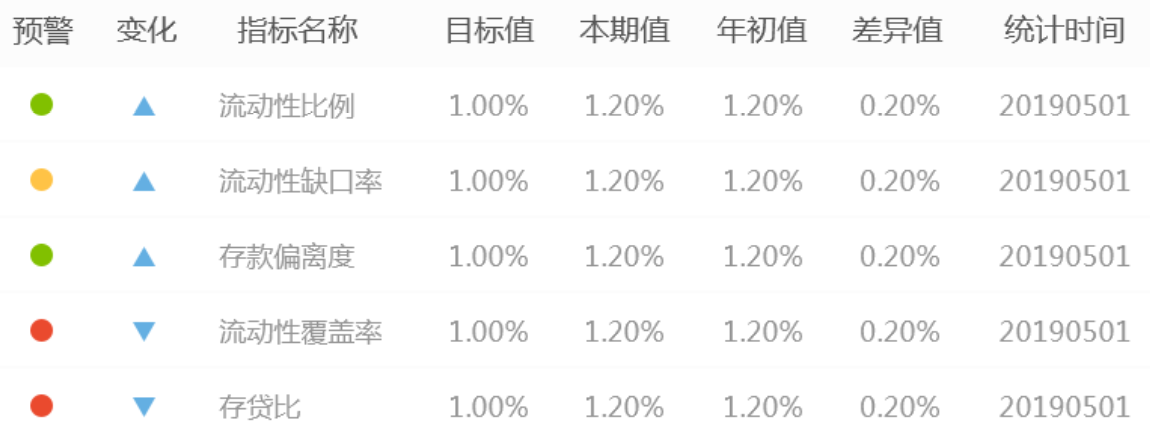 预警 变化 指标名称 目标值 本期值 年初值 差异值 统计时间
流动性比例 1.00% 1.20% 1.20% 0.20% 20190501
流动性缺口率 1.00% 1.20% 1.20% 0.20% 20190501
存款偏离度 1.00% 1.20% 1.20% 0.20% 20190501
流动性覆盖率 1.00% 1.20% 1.20% 0.20% 20190501
存贷比 1.00% 1.20% 1.20% 0.20% 20190501